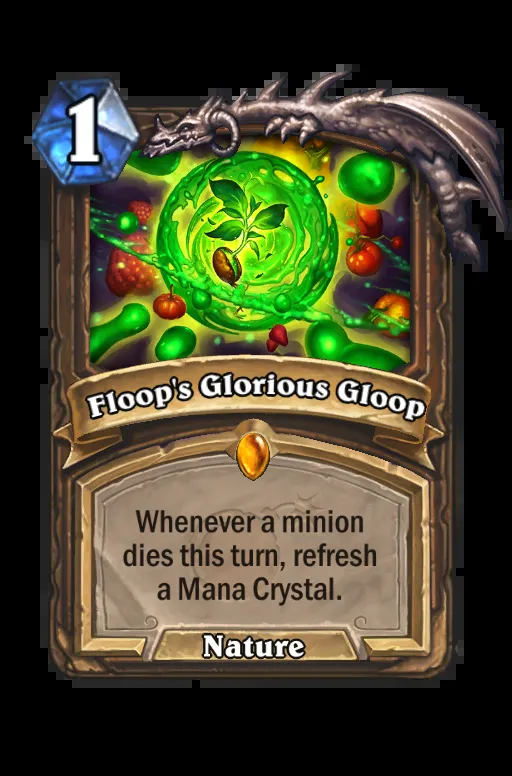 1
Floop's Glorious Gloop
Whenever a minion
dies this turn, refresh
a Mana Crystal.
Nature